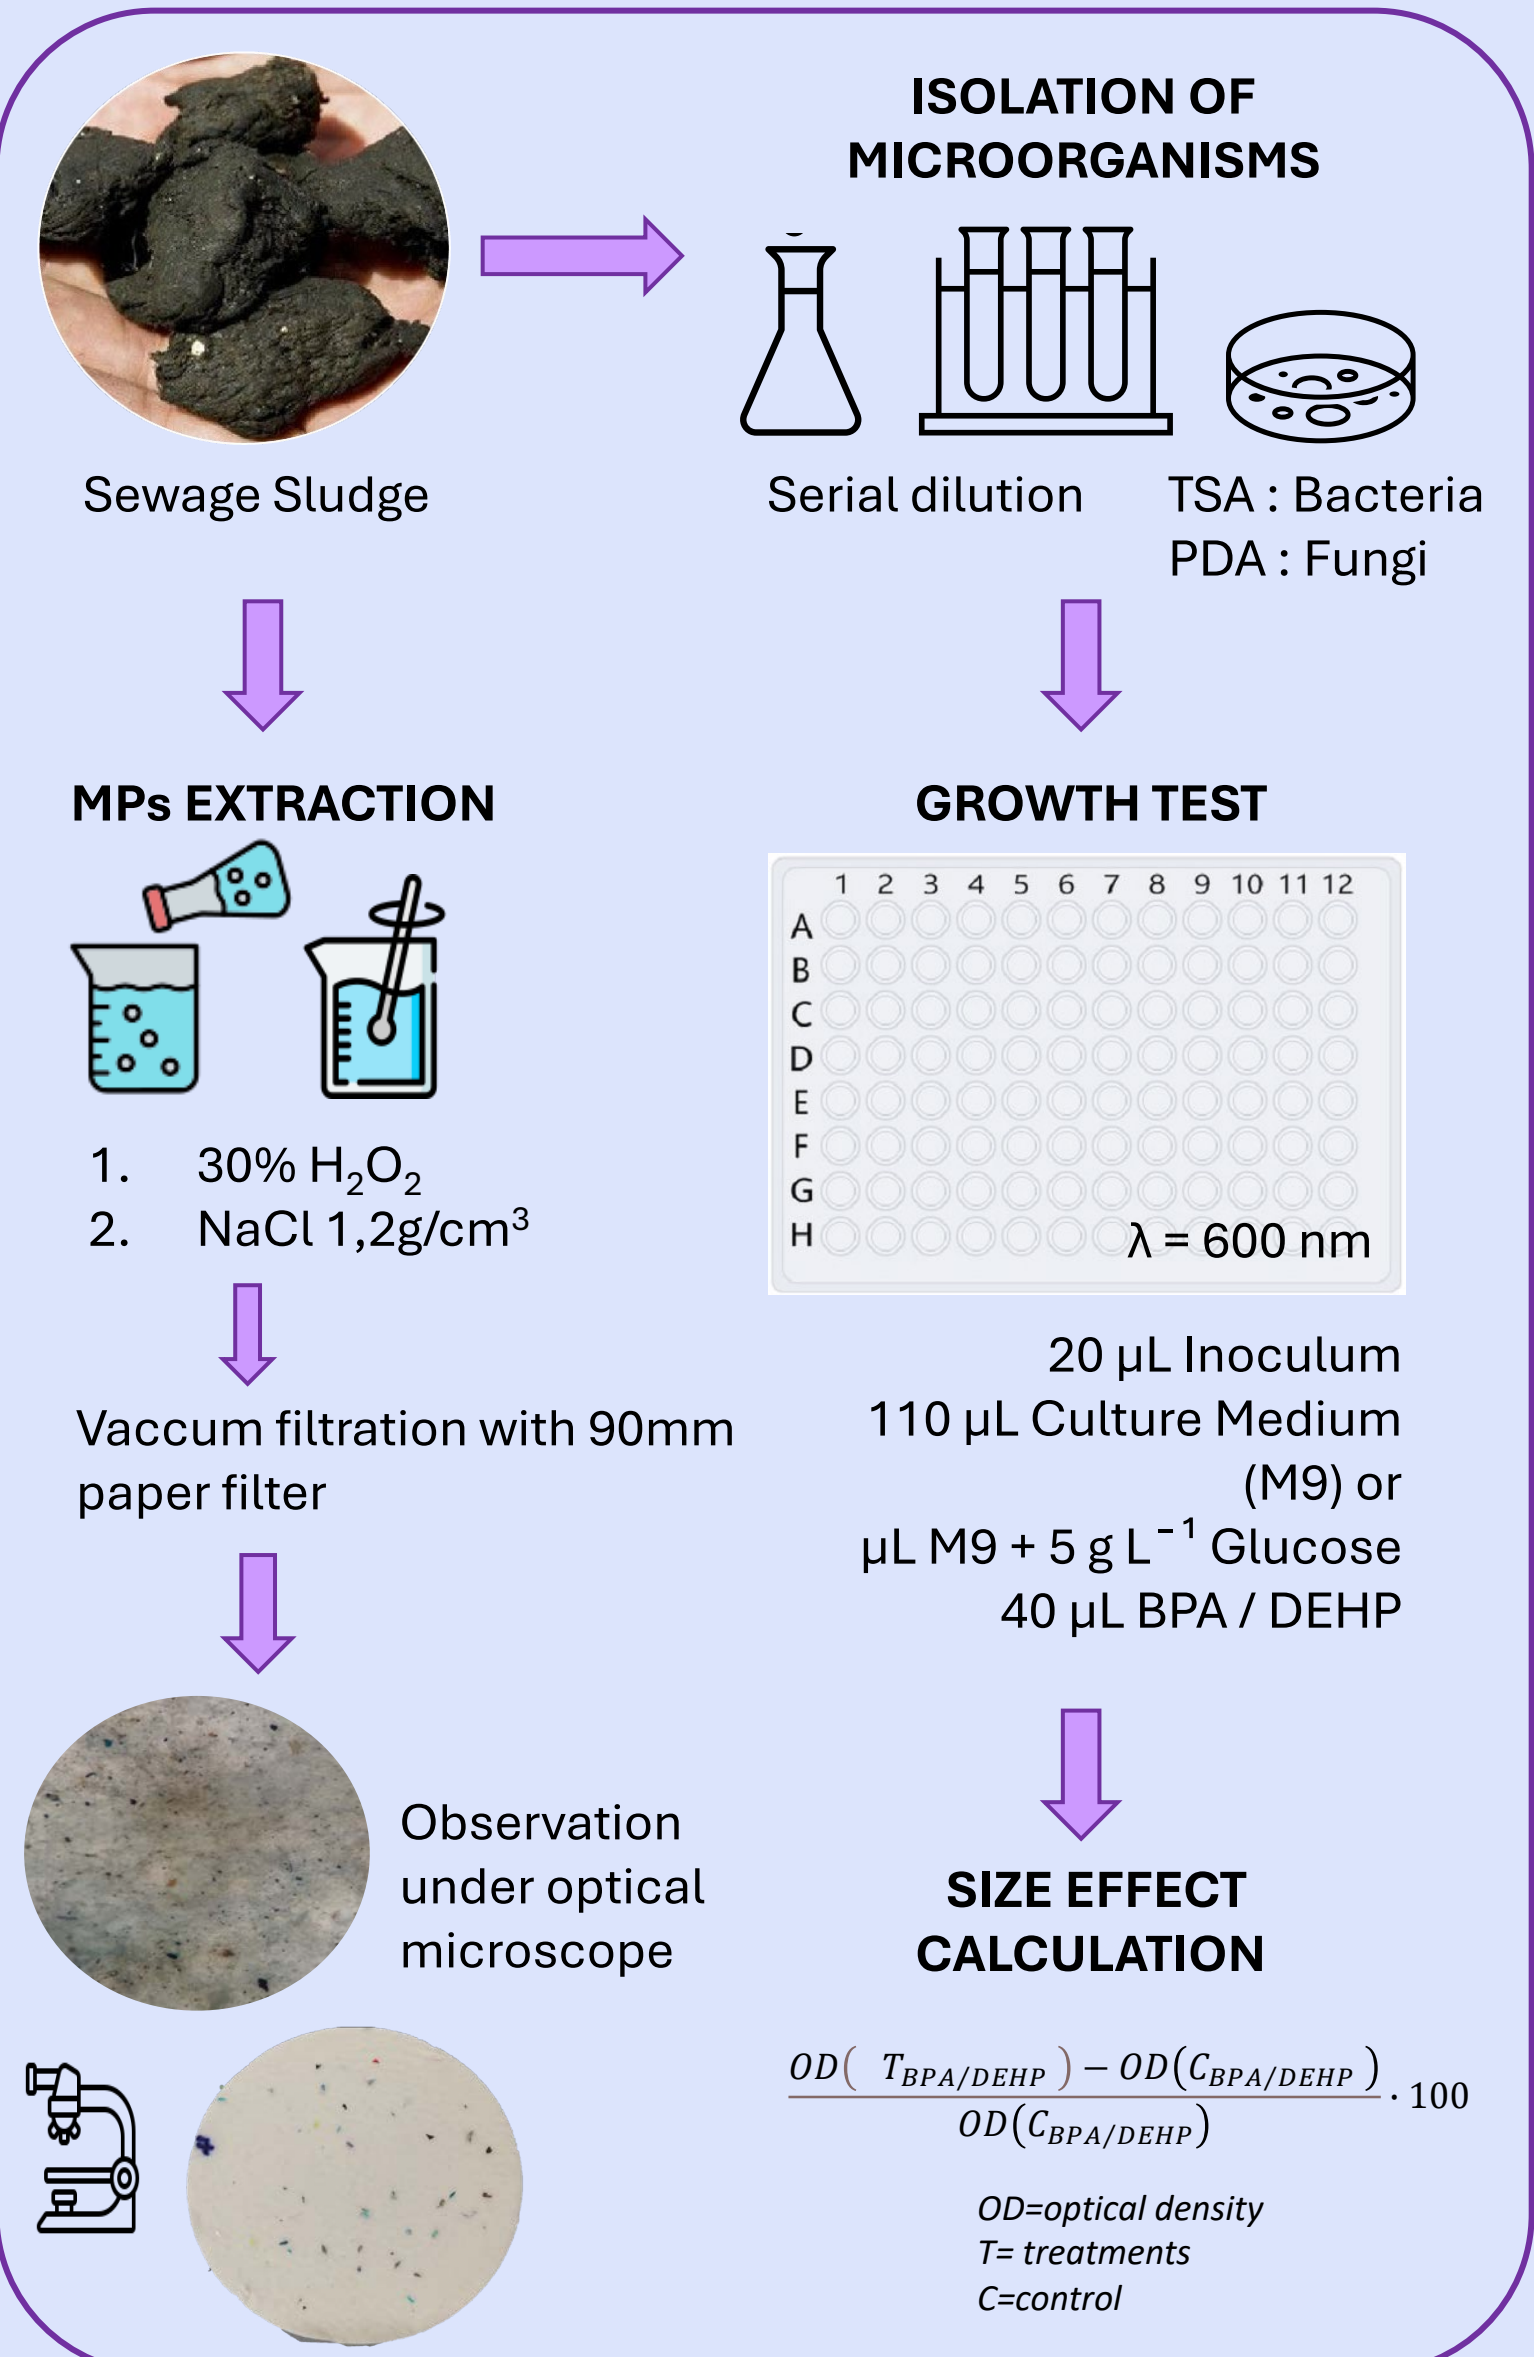 ISOLATION OF
MICROORGANISMS
Sewage Sludge
Serial dilution
TSA : Bacteria
PDA : Fungi
MPs EXTRACTION
1. 30% H₂O₂
2. NaCl 1,2g/cm³
Vaccum filtration with 90mm
paper filter
Observation
under optical
microscope
GROWTH TEST
1 2 3 4 5 6 7 8 9 10 11 12
A
B
C
D
E
F
G
H
λ = 600 nm
20 µL Inoculum
110 µL Culture Medium
(M9) or
µL M9 + 5 g L⁻¹ Glucose
40 µL BPA / DEHP
SIZE EFFECT
CALCULATION
OD( T_BPA/DEHP ) − OD(C_BPA/DEHP )
OD(C_BPA/DEHP)
· 100
OD=optical density
T= treatments
C=control